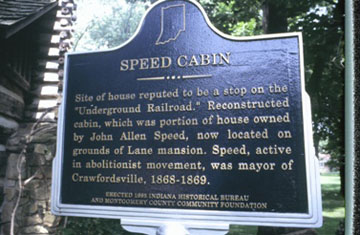 SPEED CABIN
Site of house reputed to be a stop on the
"Underground Railroad." Reconstructed
cabin, which was portion of house owned
by John Allen Speed, now located on
grounds of Lane mansion. Speed, active
in abolitionist movement, was mayor of
Crawfordsville, 1868-1869.
ERECTED 1995 INDIANA HISTORICAL BUREAU
AND MONTGOMERY COUNTY COMMUNITY FOUNDATION